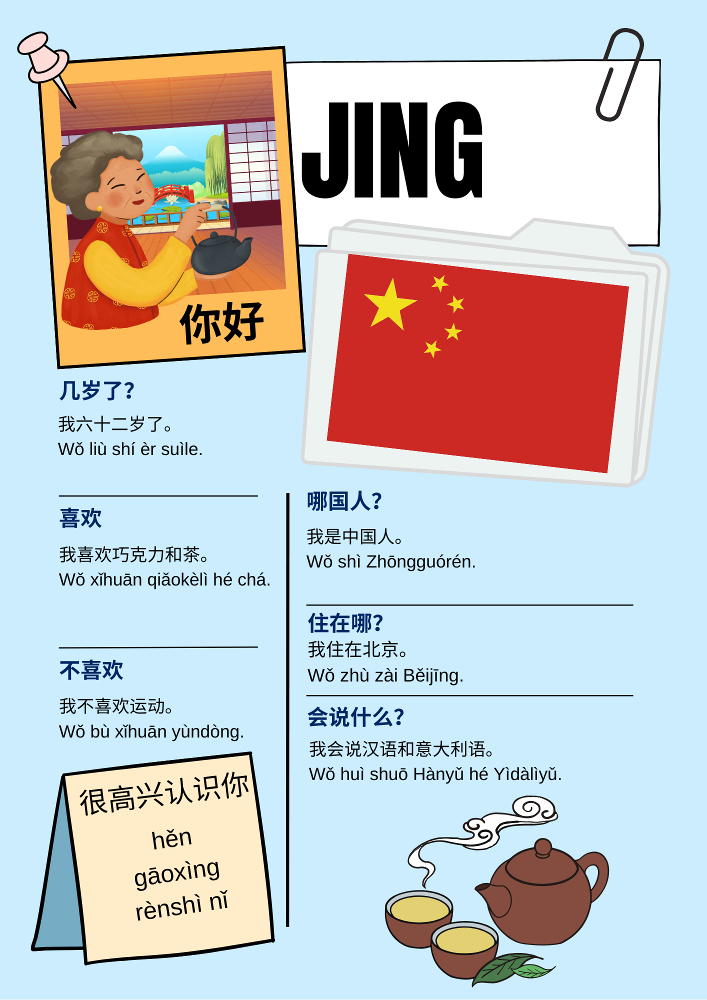 JING
你好
几岁了?
我六十二岁了。
Wǒ liù shí èr suìle.
喜欢
我喜欢巧克力和茶。
Wǒ xǐhuān qiǎokèlì hé chá.
不喜欢
我不喜欢运动。
Wǒ bù xǐhuān yùndòng.
很高兴认识你
hěn
gāoxìng
rènshì nǐ
哪国人?
我是中国人。
Wǒ shì Zhōngguórén.
住在哪?
我住在北京。
Wǒ zhù zài Běijīng.
会说什么?
我会说汉语和意大利语。
Wǒ huì shuō Hànyǔ hé Yìdàlìyǔ.